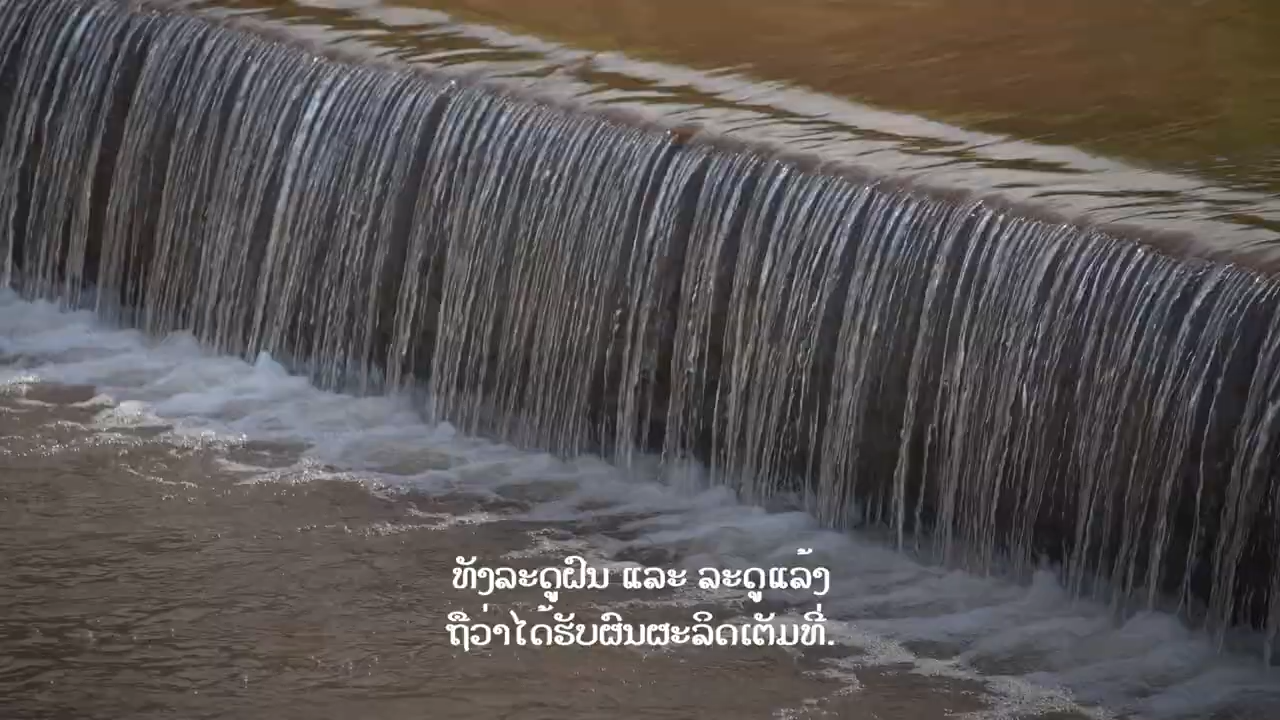 ທັງລະດູຝົນ ແລະ ລະດູແລ້ງ
ຖືວ່າໄດ້ຮັບຜົນຜະລິດເຕັມທີ່.